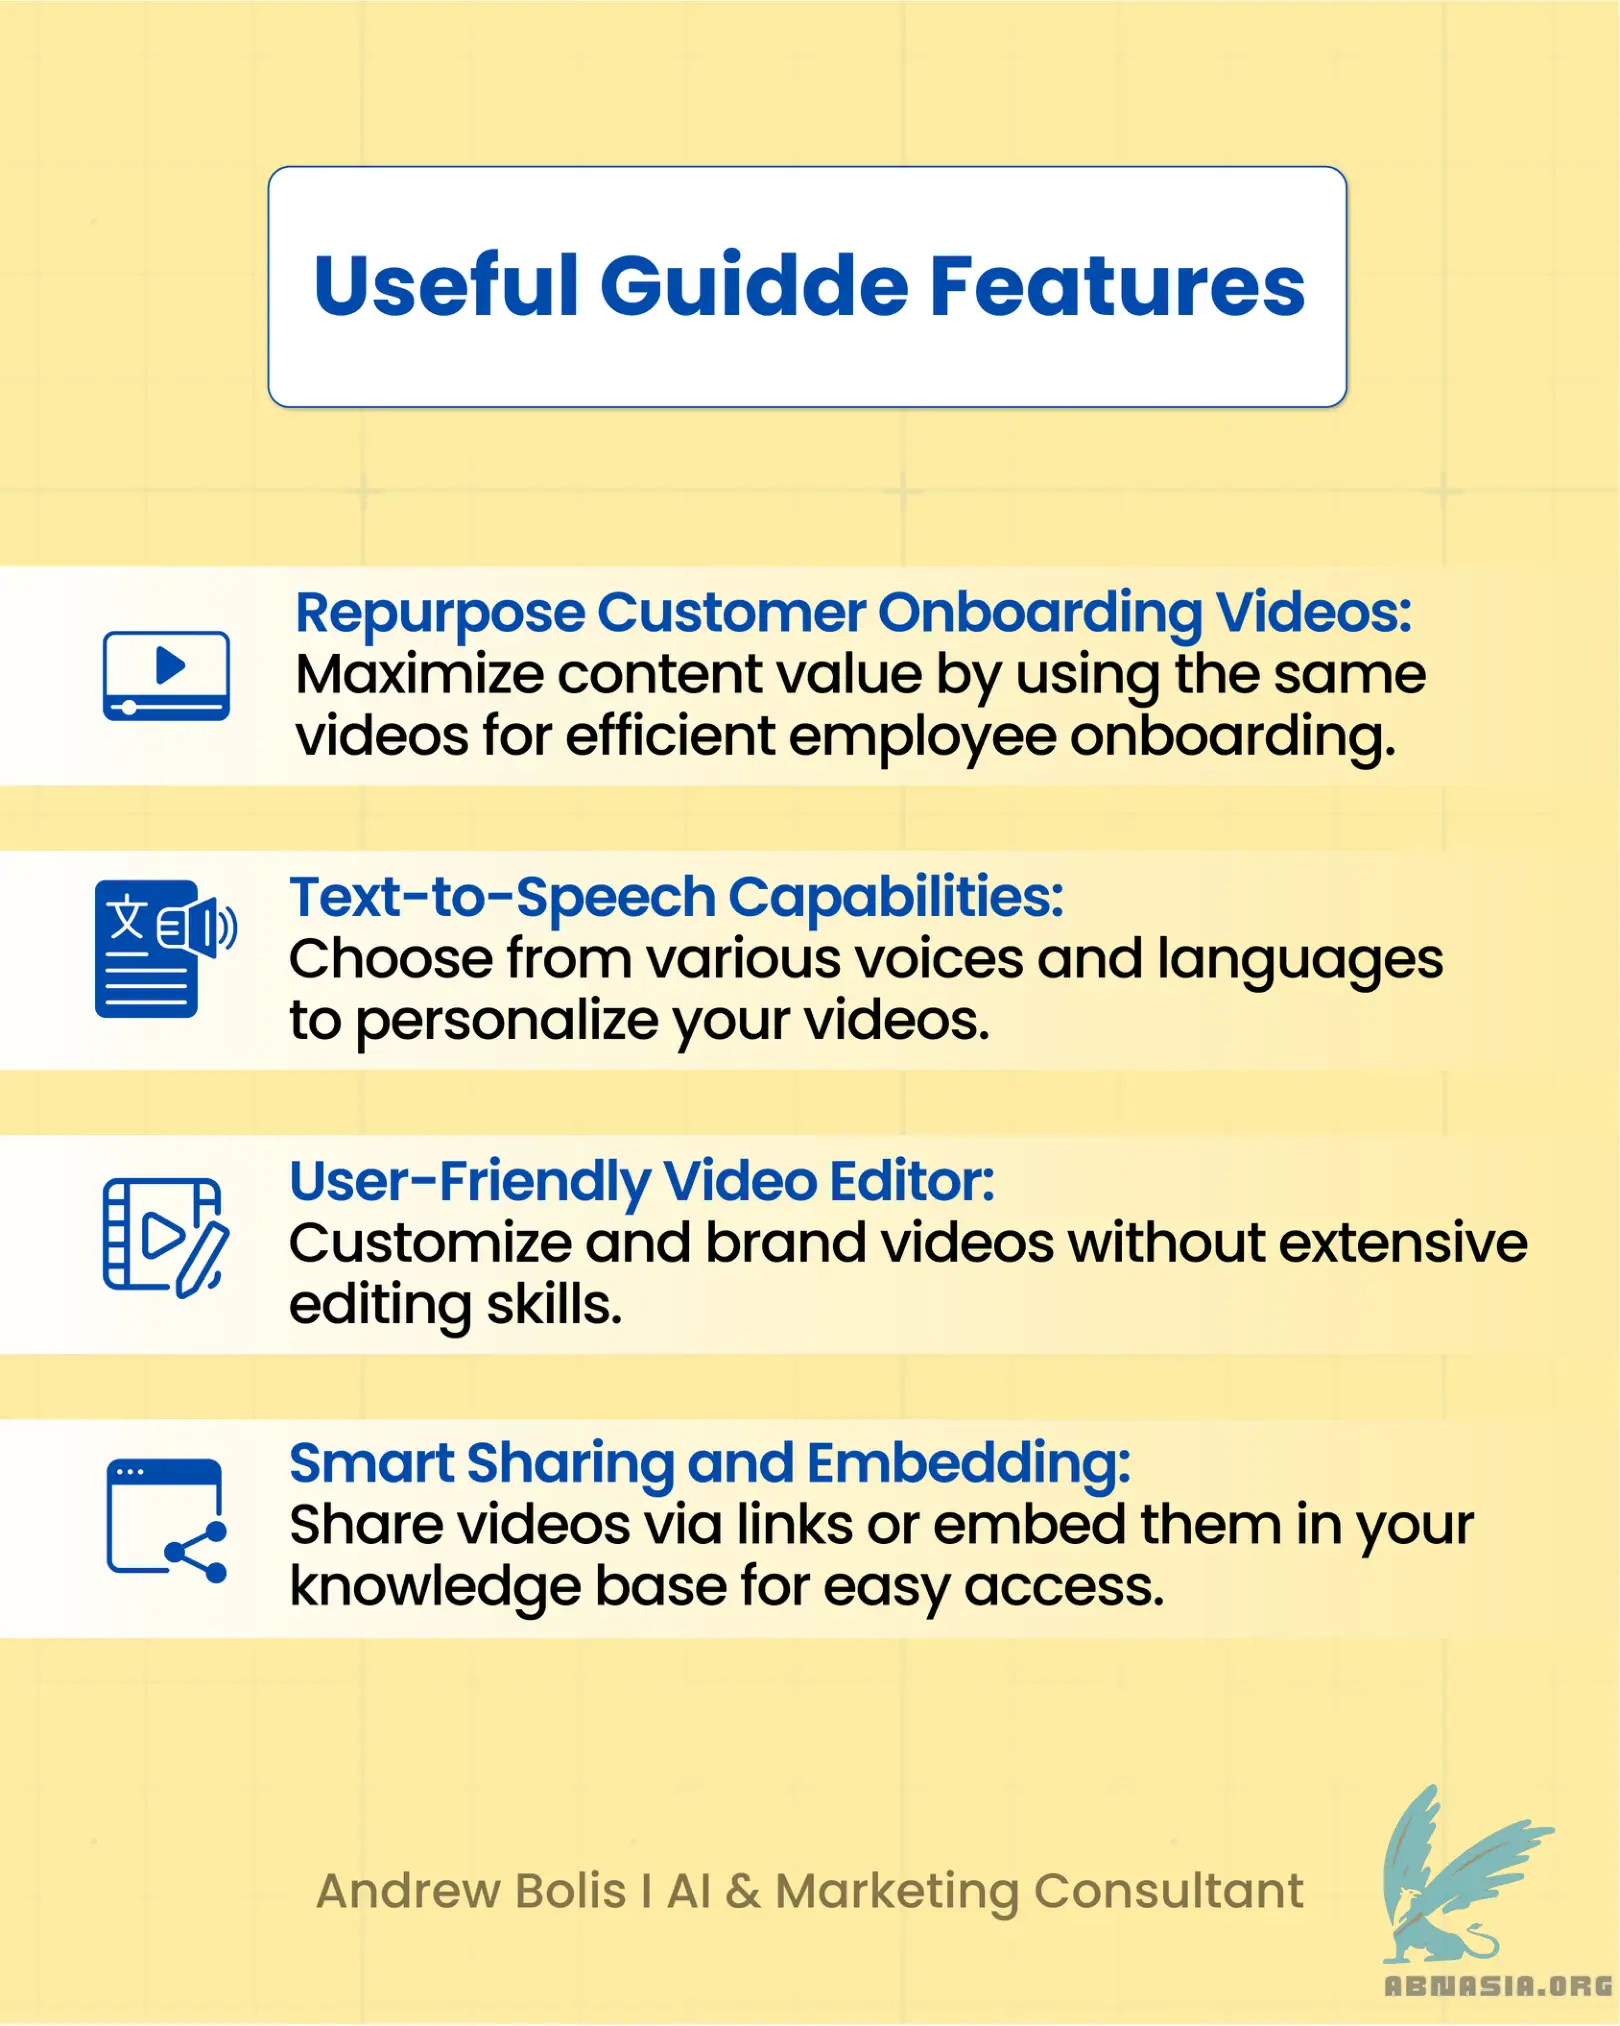 Useful Guidde Features
Repurpose Customer Onboarding Videos:
Maximize content value by using the same
videos for efficient employee onboarding.
文
Text-to-Speech Capabilities:
Choose from various voices and languages
to personalize your videos.
User-Friendly Video Editor:
Customize and brand videos without extensive
editing skills.
Smart Sharing and Embedding:
Share videos via links or embed them in your
knowledge base for easy access.
Andrew Bolis I AI & Marketing Consultant
ABNASIA.ORG